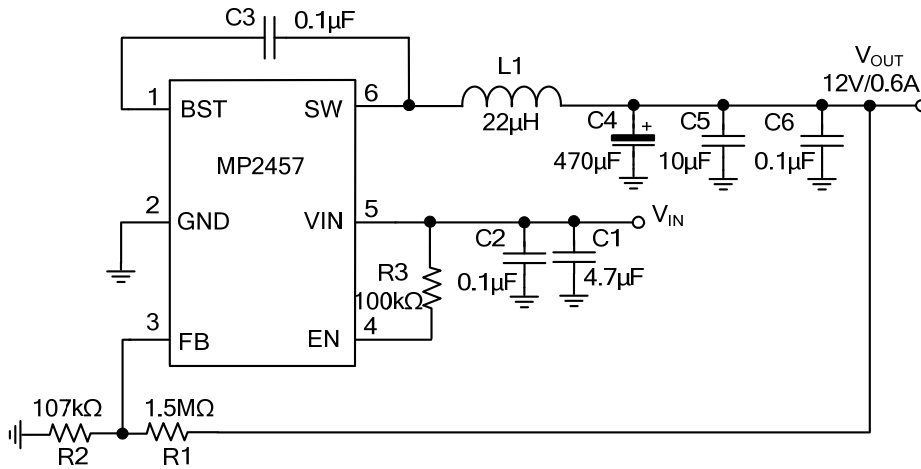 C3
0.1µF
L1
V_OUT
12V/0.6A
1
BST
SW
6
22µH
C4
+
470µF
C5
10µF
C6
0.1µF
MP2457
2
GND
VIN
5
V_IN
C2
0.1µF
C1
4.7µF
R3
100kΩ
3
FB
EN
4
107kΩ
1.5MΩ
R2
R1